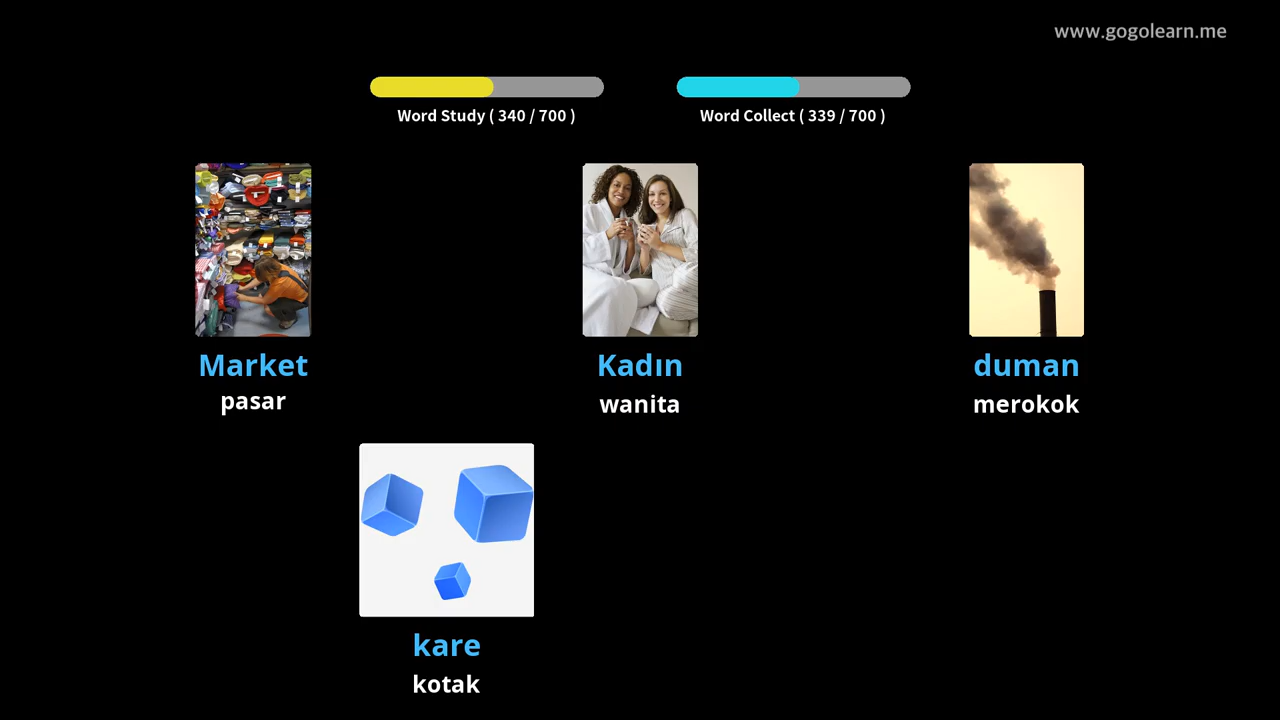 www.gogolearn.me
Word Study ( 340 / 700 )
Word Collect ( 339 / 700 )
Market
pasar
Kadın
wanita
duman
merokok
kare
kotak